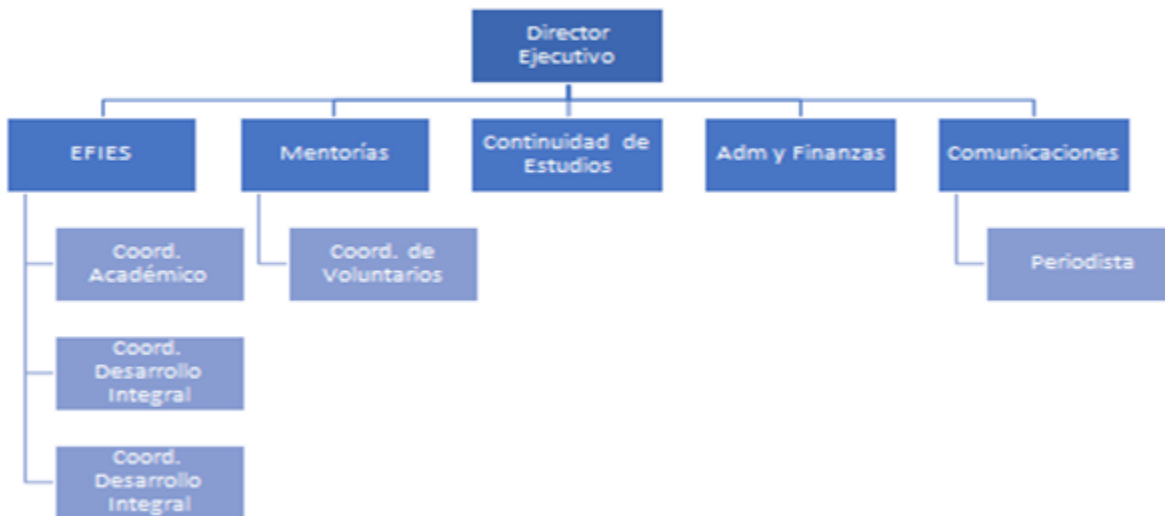 Director
Ejecutivo
EFIES
Mentorías
Continuidad de
Estudios
Adm y Finanzas
Comunicaciones
Coord.
Académico
Coord. de
Voluntarios
Periodista
Coord.
Desarrollo
Integral
Coord.
Desarrollo
Integral